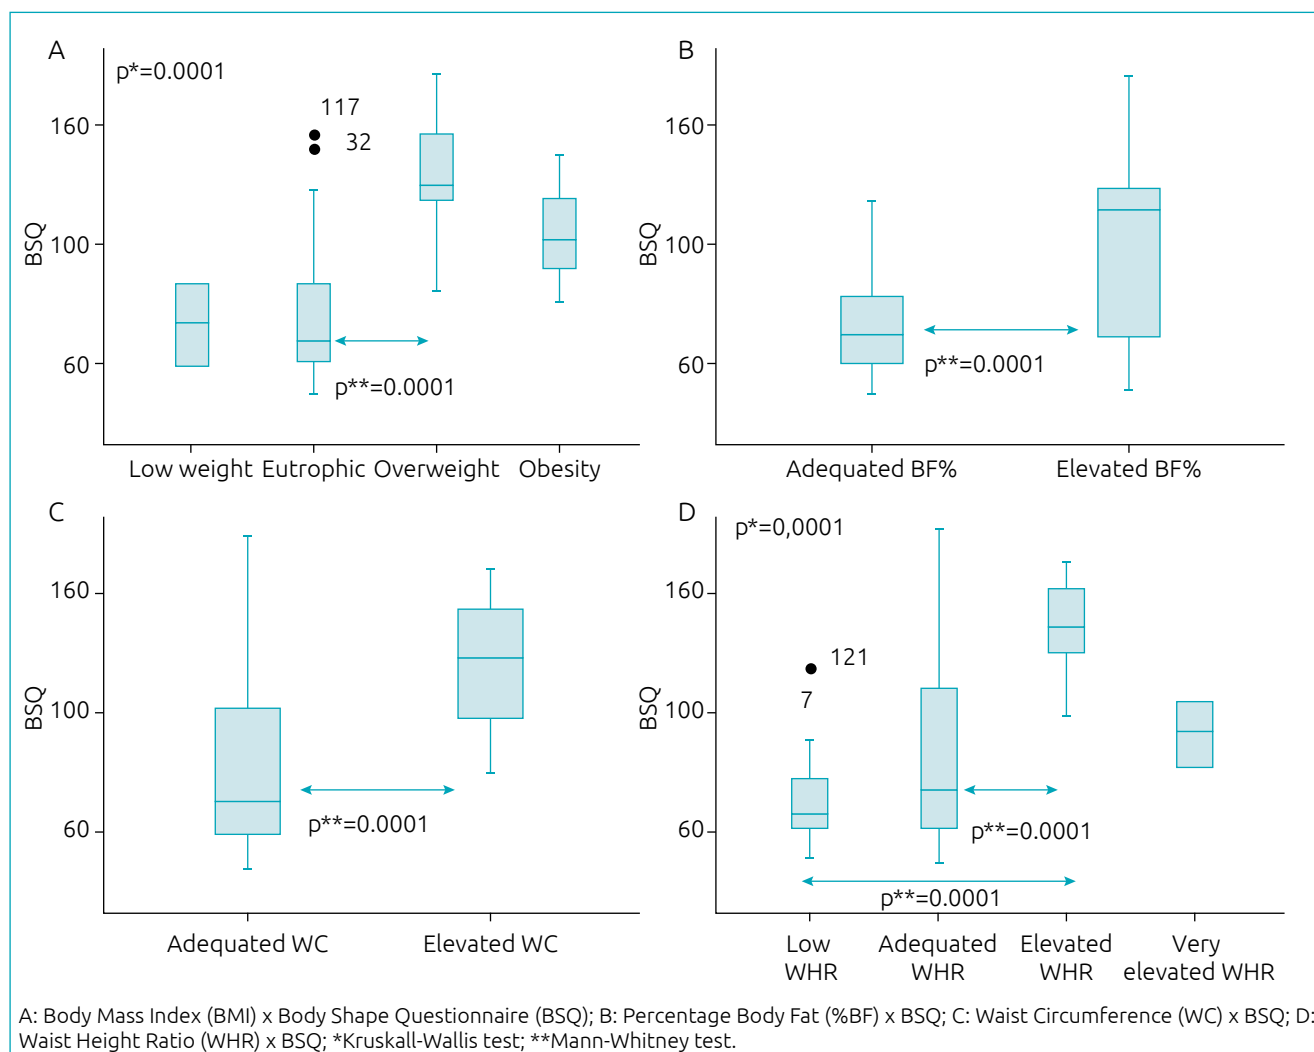 A
p*=0.0001
117
32
160
100
60
BSQ
p**=0.0001
Low weight Eutrophic Overweight Obesity
B
160
100
60
BSQ
p**=0.0001
Adequated BF% Elevated BF%
C
160
100
60
BSQ
p**=0.0001
Adequated WC Elevated WC
D
p*=0,0001
160
121
7
100
60
BSQ
p**=0.0001
p**=0.0001
Low Adequated Elevated Very
WHR WHR WHR elevated WHR
A: Body Mass Index (BMI) x Body Shape Questionnaire (BSQ); B: Percentage Body Fat (%BF) x BSQ; C: Waist Circumference (WC) x BSQ; D:
Waist Height Ratio (WHR) x BSQ; *Kruskall-Wallis test; **Mann-Whitney test.